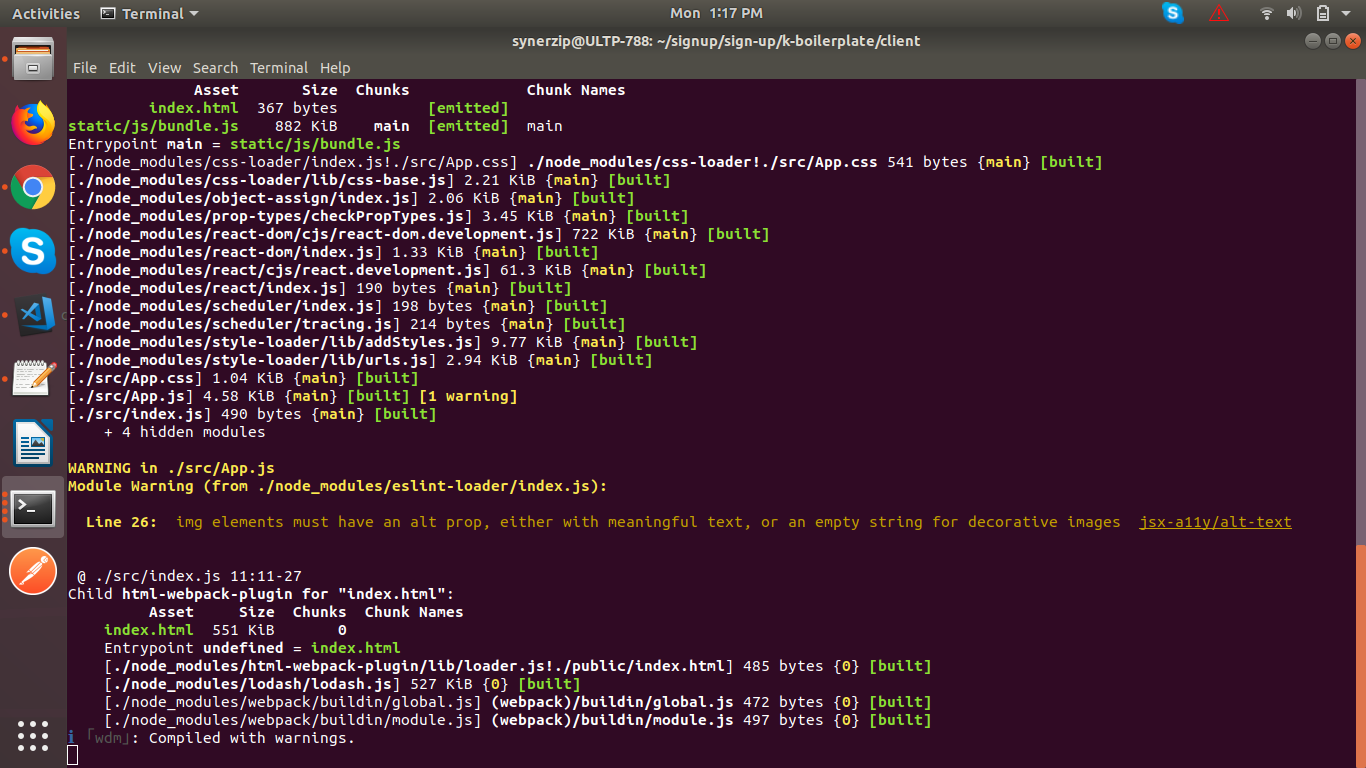 Activities Terminal Mon 1:17 PM
synerzip@ULTP-788: ~/signup/sign-up/k-boilerplate/client
File Edit View Search Terminal Help
Asset Size Chunks Chunk Names
index.html 367 bytes [emitted]
static/js/bundle.js 882 KiB main [emitted] main
Entrypoint main = static/js/bundle.js
[./node_modules/css-loader/index.js!./src/App.css] ./node_modules/css-loader!./src/App.css 541 bytes {main} [built]
[./node_modules/css-loader/lib/css-base.js] 2.21 KiB {main} [built]
[./node_modules/object-assign/index.js] 2.06 KiB {main} [built]
[./node_modules/prop-types/checkPropTypes.js] 3.45 KiB {main} [built]
[./node_modules/react-dom/cjs/react-dom.development.js] 722 KiB {main} [built]
[./node_modules/react-dom/index.js] 1.33 KiB {main} [built]
[./node_modules/react/cjs/react.development.js] 61.3 KiB {main} [built]
[./node_modules/react/index.js] 190 bytes {main} [built]
[./node_modules/scheduler/index.js] 198 bytes {main} [built]
[./node_modules/scheduler/tracing.js] 214 bytes {main} [built]
[./node_modules/style-loader/lib/addStyles.js] 9.77 KiB {main} [built]
[./node_modules/style-loader/lib/urls.js] 2.94 KiB {main} [built]
[./src/App.css] 1.04 KiB {main} [built]
[./src/App.js] 4.58 KiB {main} [built] [1 warning]
[./src/index.js] 490 bytes {main} [built]
+ 4 hidden modules
WARNING in ./src/App.js
Module Warning (from ./node_modules/eslint-loader/index.js):
Line 26: img elements must have an alt prop, either with meaningful text, or an empty string for decorative images jsx-a11y/alt-text
@ ./src/index.js 11:11-27
Child html-webpack-plugin for "index.html":
Asset Size Chunks Chunk Names
index.html 551 KiB 0
Entrypoint undefined = index.html
[./node_modules/html-webpack-plugin/lib/loader.js!./public/index.html] 485 bytes {0} [built]
[./node_modules/lodash/lodash.js] 527 KiB {0} [built]
[./node_modules/webpack/buildin/global.js] (webpack)/buildin/global.js 472 bytes {0} [built]
[./node_modules/webpack/buildin/module.js] (webpack)/buildin/module.js 497 bytes {0} [built]
ℹ ｢wdm｣: Compiled with warnings.